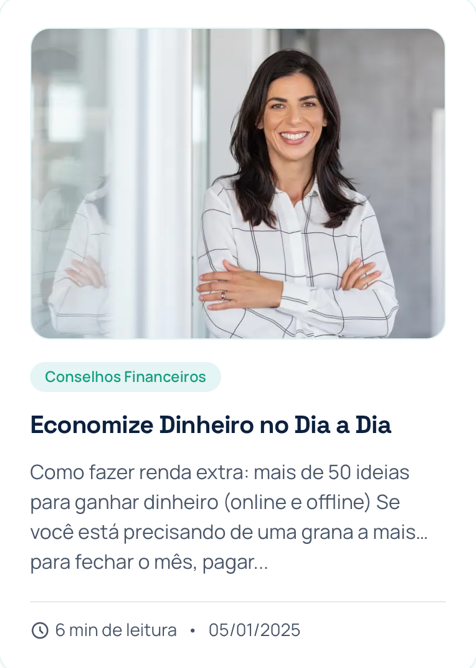 Conselhos Financeiros
Economize Dinheiro no Dia a Dia
Como fazer renda extra: mais de 50 ideias
para ganhar dinheiro (online e offline) Se
você está precisando de uma grana a mais...
para fechar o mês, pagar...
6 min de leitura • 05/01/2025